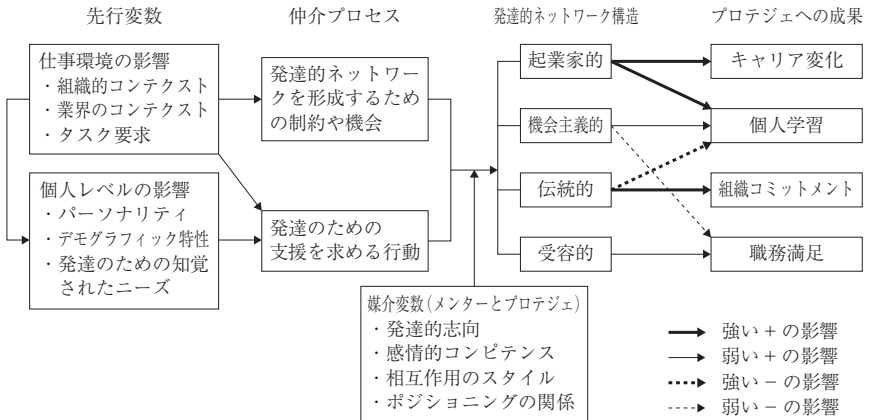 先行変数
仲介プロセス
発達的ネットワーク構造
プロテジェへの成果
仕事環境の影響
・組織的コンテクスト
・業界のコンテクスト
・タスク要求
個人レベルの影響
・パーソナリティ
・デモグラフィック特性
・発達のための知覚
されたニーズ
発達的ネットワー
クを形成するため
の制約や機会
発達のための
支援を求める行動
媒介変数(メンターとプロテジェ)
・発達的志向
・感情的コンピテンス
・相互作用のスタイル
・ポジショニングの関係
起業家的
機会主義的
伝統的
受容的
キャリア変化
個人学習
組織コミットメント
職務満足
強い+の影響
弱い+の影響
強い−の影響
弱い−の影響